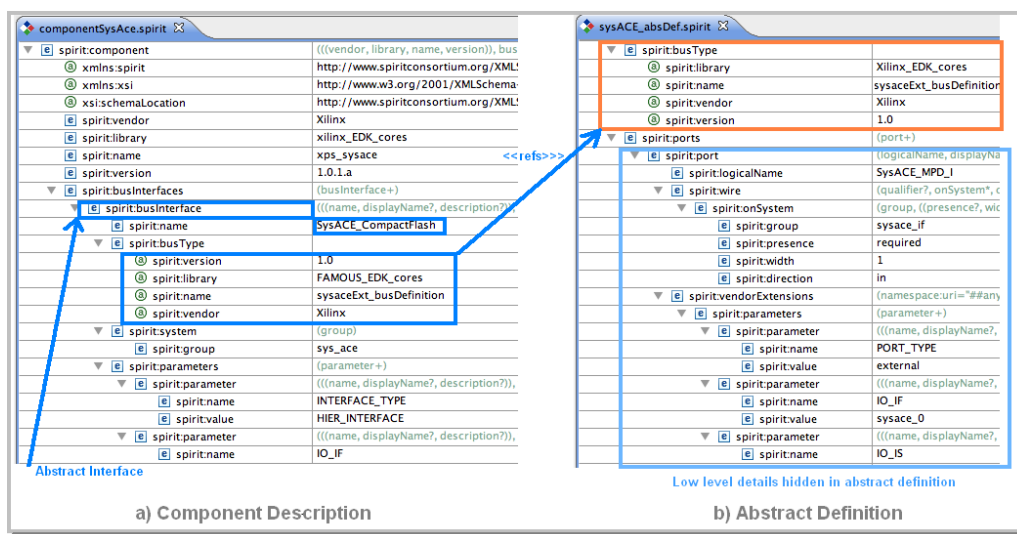 componentSysAce.spirit
spirit:component (((vendor, library, name, version)), bus
xmlns:spirit http://www.spiritconsortium.org/XMLS
xmlns:xsi http://www.w3.org/2001/XMLSchema-
xsi:schemaLocation http://www.spiritconsortium.org/XMLS
spirit:vendor Xilinx
spirit:library xilinx_EDK_cores
spirit:name xps_sysace
spirit:version 1.0.1.a
spirit:busInterfaces (busInterface+)
spirit:busInterface (((name, displayName?, description?)),
spirit:name SysACE_CompactFlash
spirit:busType
spirit:version 1.0
spirit:library FAMOUS_EDK_cores
spirit:name sysaceExt_busDefinition
spirit:vendor Xilinx
spirit:system (group)
spirit:group sys_ace
spirit:parameters (parameter+)
spirit:parameter (((name, displayName?, description?)),
spirit:name INTERFACE_TYPE
spirit:value HIER_INTERFACE
spirit:parameter (((name, displayName?, description?)),
spirit:name IO_IF
Abstract Interface
a) Component Description
<<refs>>>
sysACE_absDef.spirit
spirit:busType
spirit:library Xilinx_EDK_cores
spirit:name sysaceExt_busDefinition
spirit:vendor Xilinx
spirit:version 1.0
spirit:ports (port+)
spirit:port (logicalName, displayNa
spirit:logicalName SysACE_MPD_I
spirit:wire (qualifier?, onSystem*, c
spirit:onSystem (group, ((presence?, wid
spirit:group sysace_if
spirit:presence required
spirit:width 1
spirit:direction in
spirit:vendorExtensions (namespace:uri="##any
spirit:parameters (parameter+)
spirit:parameter (((name, displayName?,
spirit:name PORT_TYPE
spirit:value external
spirit:parameter (((name, displayName?,
spirit:name IO_IF
spirit:value sysace_0
spirit:parameter (((name, displayName?,
spirit:name IO_IS
Low level details hidden in abstract definition
b) Abstract Definition